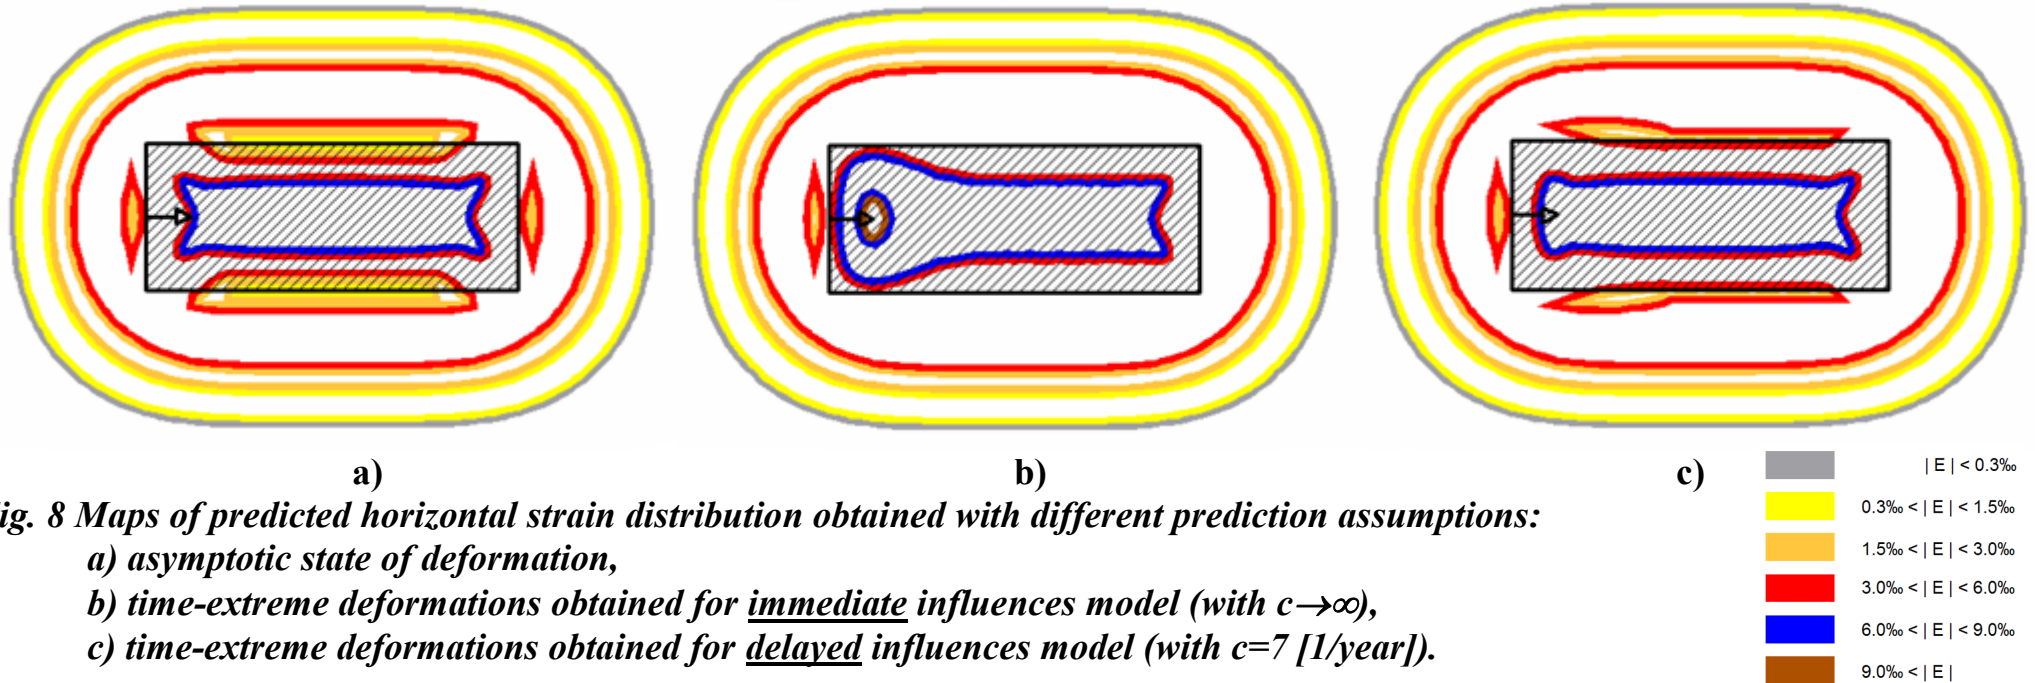 a)
b)
c)
ig. 8 Maps of predicted horizontal strain distribution obtained with different prediction assumptions:
a) asymptotic state of deformation,
b) time-extreme deformations obtained for immediate influences model (with c→∞),
c) time-extreme deformations obtained for delayed influences model (with c=7 [1/year]).
| E | < 0.3‰
0.3‰ < | E | < 1.5‰
1.5‰ < | E | < 3.0‰
3.0‰ < | E | < 6.0‰
6.0‰ < | E | < 9.0‰
9.0‰ < | E |